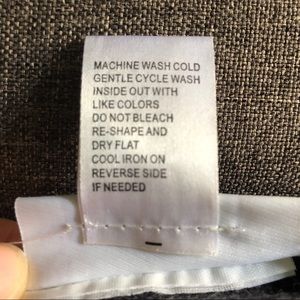 MACHINE WASH COLD
GENTLE CYCLE WASH
INSIDE OUT WITH
LIKE COLORS
DO NOT BLEACH
RE-SHAPE AND
DRY FLAT
COOL IRON ON
REVERSE SIDE
IF NEEDED